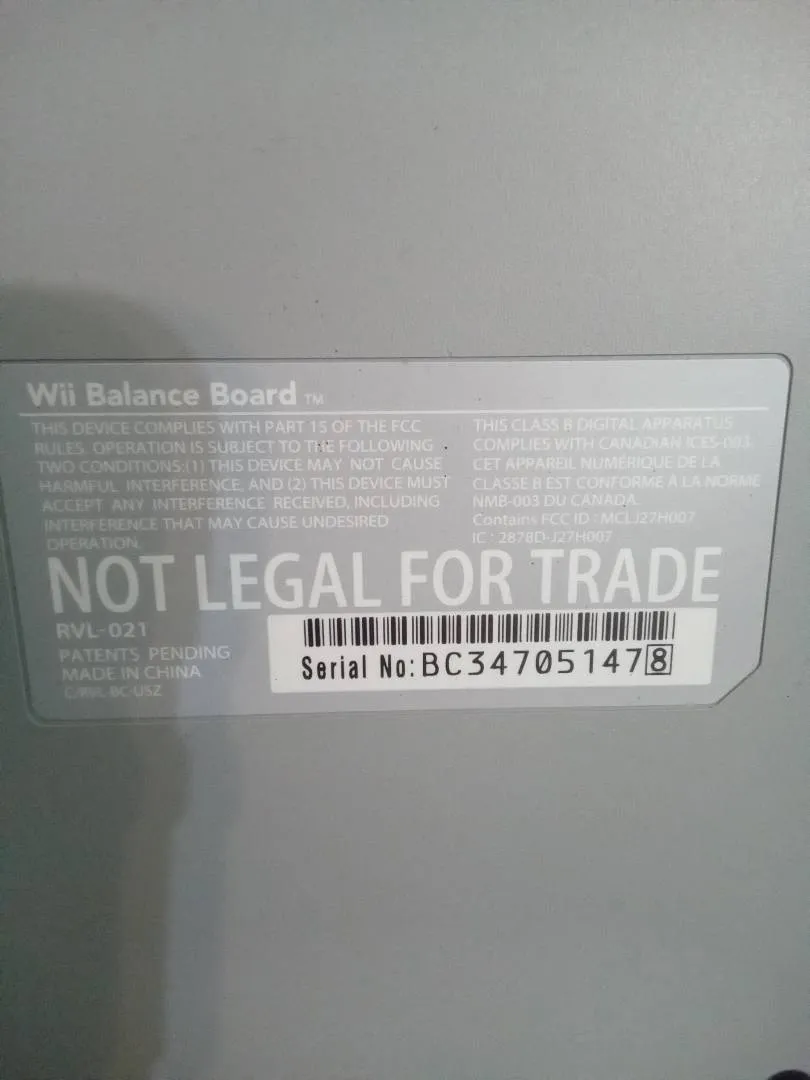 Wii Balance Board TM
THIS DEVICE COMPLIES WITH PART 15 OF THE FCC
RULES. OPERATION IS SUBJECT TO THE FOLLOWING
TWO CONDITIONS:(1) THIS DEVICE MAY NOT CAUSE
HARMFUL INTERFERENCE, AND (2) THIS DEVICE MUST
ACCEPT ANY INTERFERENCE RECEIVED, INCLUDING
INTERFERENCE THAT MAY CAUSE UNDESIRED
OPERATION.
THIS CLASS B DIGITAL APPARATUS
COMPLIES WITH CANADIAN ICES-003.
CET APPAREIL NUMÉRIQUE DE LA
CLASSE B EST CONFORME À LA NORME
NMB-003 DU CANADA.
Contains FCC ID : MCLJ27H007
IC : 2878D-J27H007
NOT LEGAL FOR TRADE
RVL-021
PATENTS PENDING
MADE IN CHINA
C/RVL-BC-USZ
Serial No:BC347051478